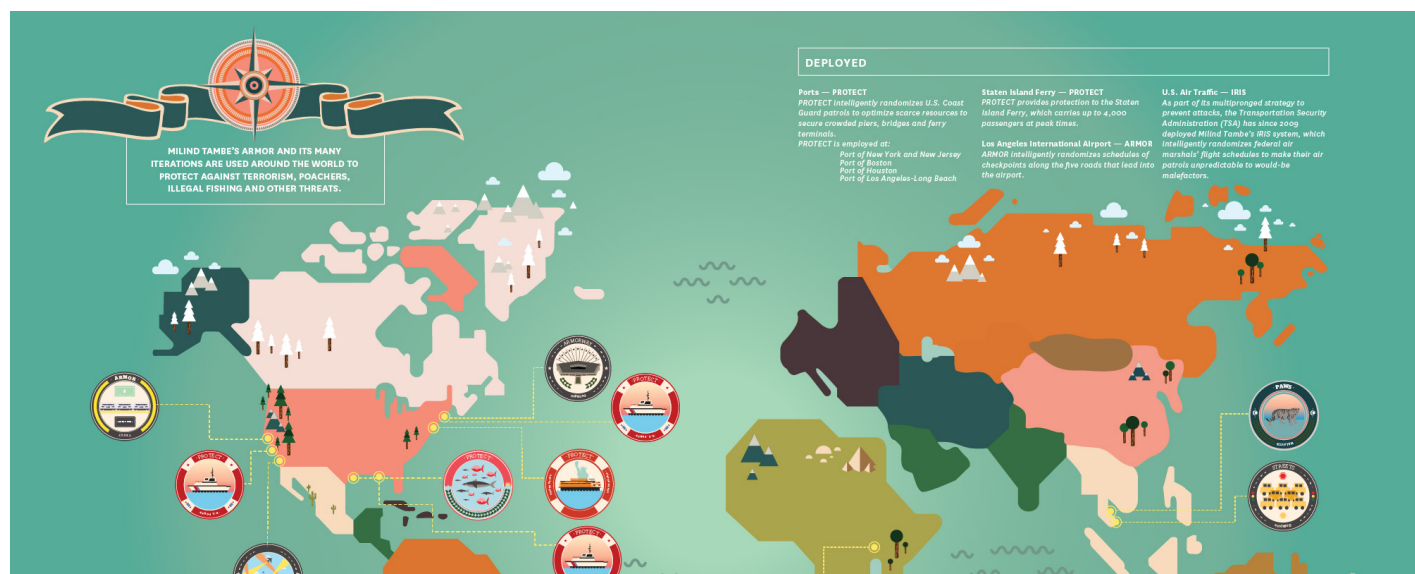 MILIND TAMBE'S ARMOR AND ITS MANY
ITERATIONS ARE USED AROUND THE WORLD TO
PROTECT AGAINST TERRORISM, POACHERS,
ILLEGAL FISHING AND OTHER THREATS.
DEPLOYED
Ports — PROTECT
PROTECT intelligently randomizes U.S. Coast
Guard patrols to optimize scarce resources to
secure crowded piers, bridges and ferry
terminals.
PROTECT is employed at:
Port of New York and New Jersey
Port of Boston
Port of Houston
Port of Los Angeles-Long Beach
Staten Island Ferry — PROTECT
PROTECT provides protection to the Staten
Island Ferry, which carries up to 4,000
passengers at peak times.
Los Angeles International Airport — ARMOR
ARMOR intelligently randomizes schedules of
checkpoints along the five roads that lead into
the airport.
U.S. Air Traffic — IRIS
As part of its multipronged strategy to
prevent attacks, the Transportation Security
Administration (TSA) has since 2009
deployed Milind Tambe's IRIS system, which
intelligently randomizes federal air
marshals' flight schedules to make their air
patrols unpredictable to would-be
malefactors.
ARMORWAY
ARMOR
PROTECT
PAWS
PROTECT
PROTECT
PROTECT
STREETS
PROTECT